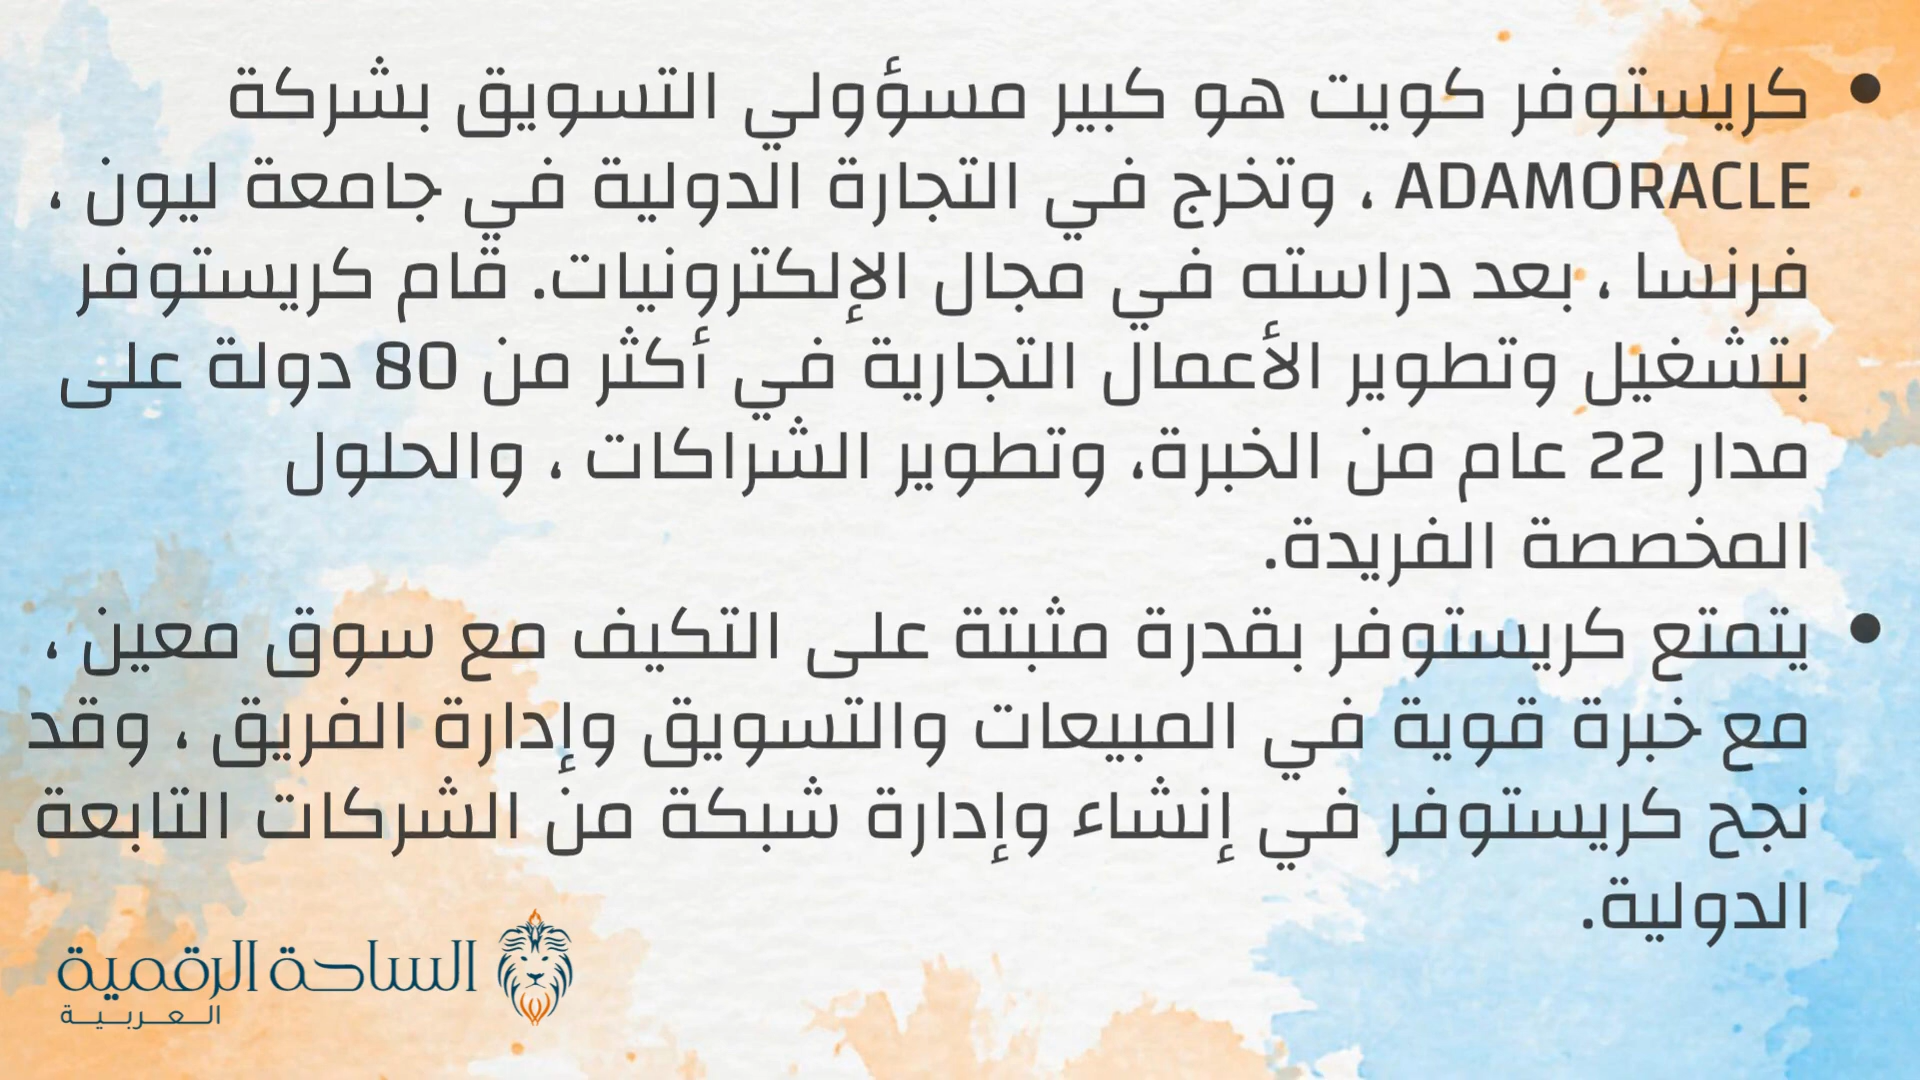 • كريستوفر كويت هو كبير مسؤولي التسويق بشركة
ADAMORACLE ، وتخرج في التجارة الدولية في جامعة ليون ،
فرنسا ، بعد دراسته في مجال الإلكترونيات. قام كريستوفر
بتشغيل وتطوير الأعمال التجارية في أكثر من 80 دولة على
مدار 22 عام من الخبرة، وتطوير الشراكات ، والحلول
المخصصة الفريدة.
• يتمتع كريستوفر بقدرة مثبتة على التكيف مع سوق معين ،
مع خبرة قوية في المبيعات والتسويق وإدارة الفريق ، وقد
نجح كريستوفر في إنشاء وإدارة شبكة من الشركات التابعة
الدولية.
الساحة الرقمية
العربية